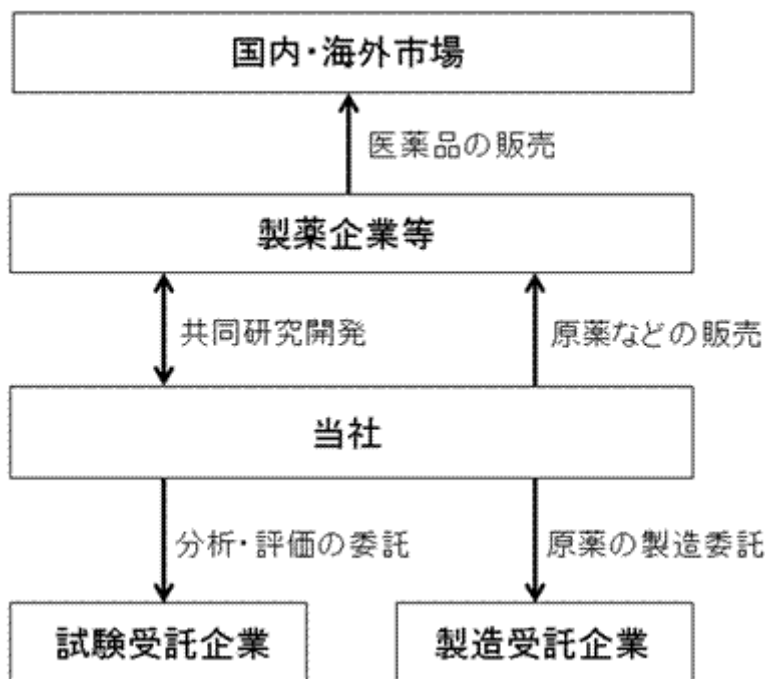 国内・海外市場
医薬品の販売
製薬企業等
共同研究開発
原薬などの販売
当社
分析・評価の委託
原薬の製造委託
試験受託企業
製造受託企業